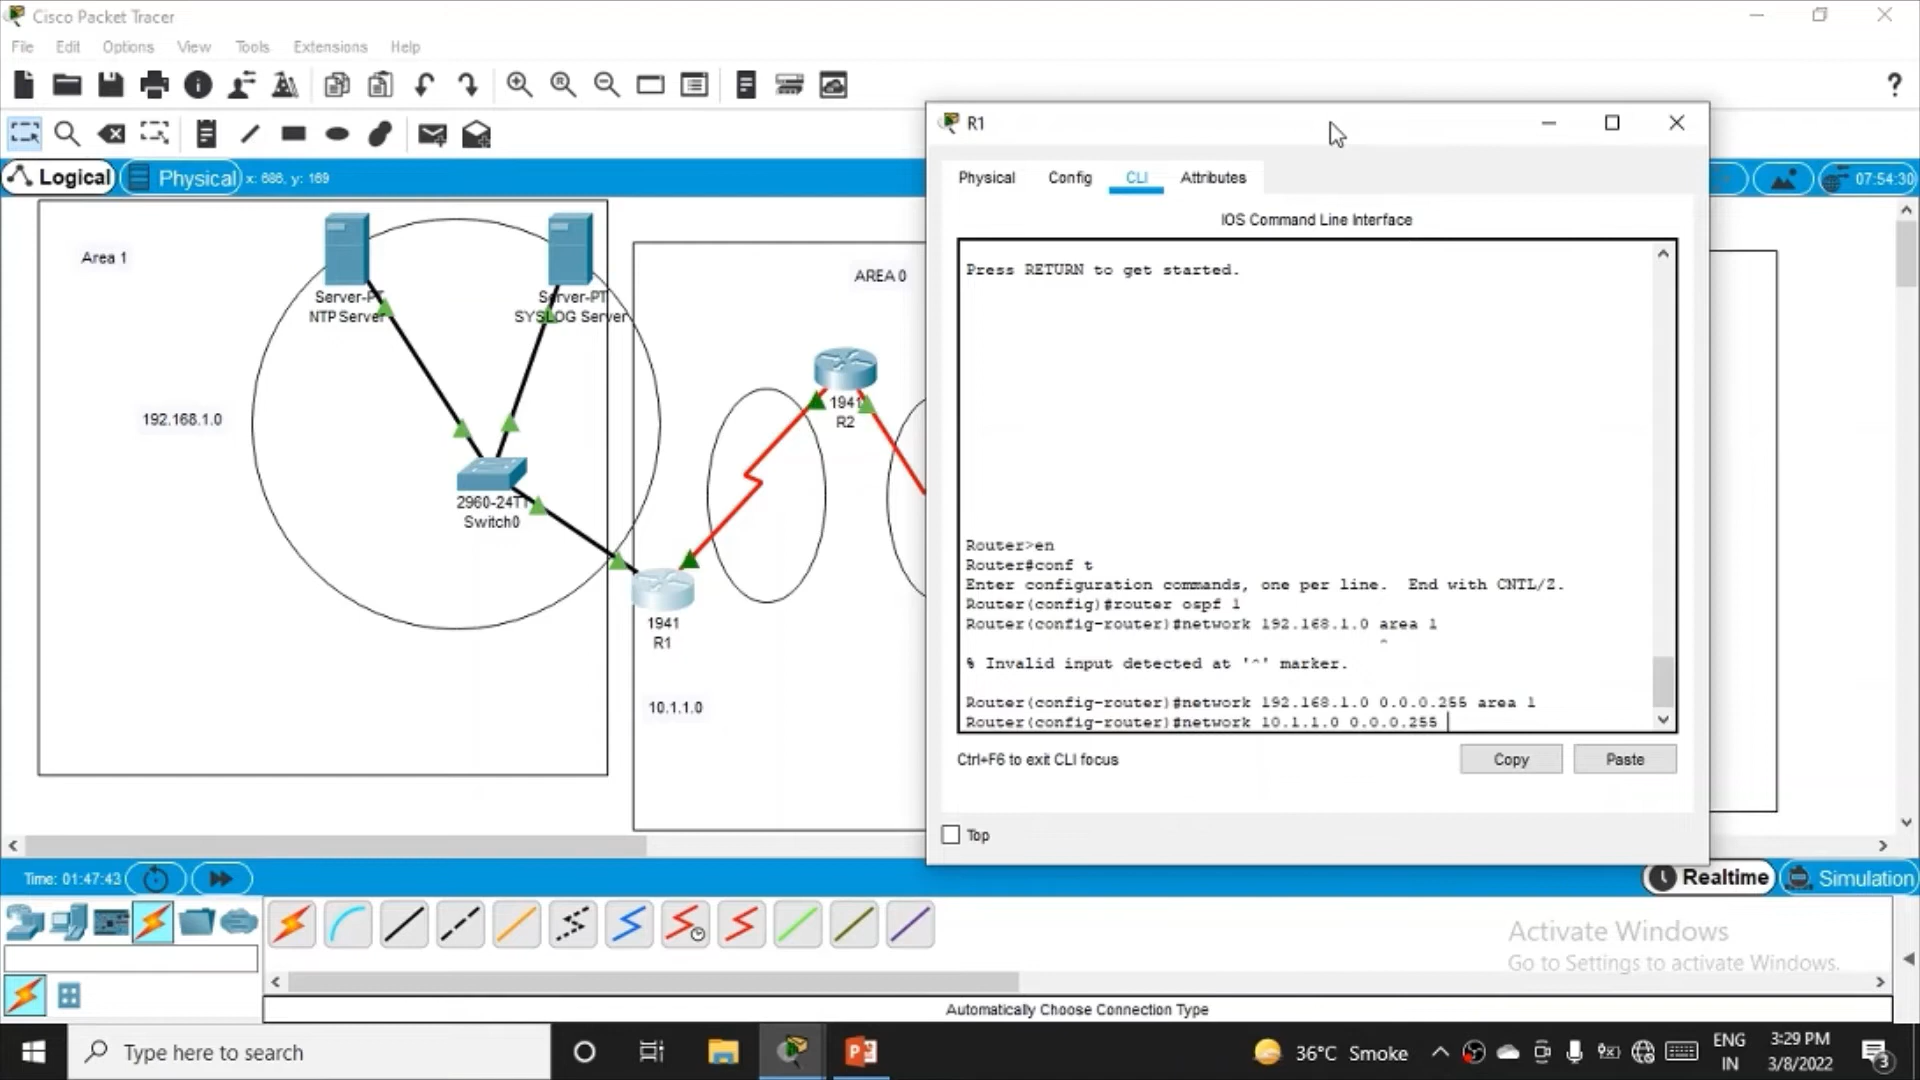 Cisco Packet Tracer
File Edit Options View Tools Extensions Help
?
Logical Physical x: 686, y: 169
07:54:30
Area 1
Server-PT
NTP Server
Server-PT
SYSLOG Server
192.168.1.0
2960-24TT
Switch0
AREA 0
1941
R2
1941
R1
10.1.1.0
R1
Physical Config CLI Attributes
IOS Command Line Interface
Press RETURN to get started.
Router>en
Router#conf t
Enter configuration commands, one per line. End with CNTL/Z.
Router(config)#router ospf 1
Router(config-router)#network 192.168.1.0 area 1
^
% Invalid input detected at '^' marker.
Router(config-router)#network 192.168.1.0 0.0.0.255 area 1
Router(config-router)#network 10.1.1.0 0.0.0.255
Ctrl+F6 to exit CLI focus
Copy
Paste
Top
Time: 01:47:43
Realtime
Simulation
Activate Windows
Go to Settings to activate Windows.
Automatically Choose Connection Type
Type here to search
36°C Smoke
ENG
IN
3:29 PM
3/8/2022
3